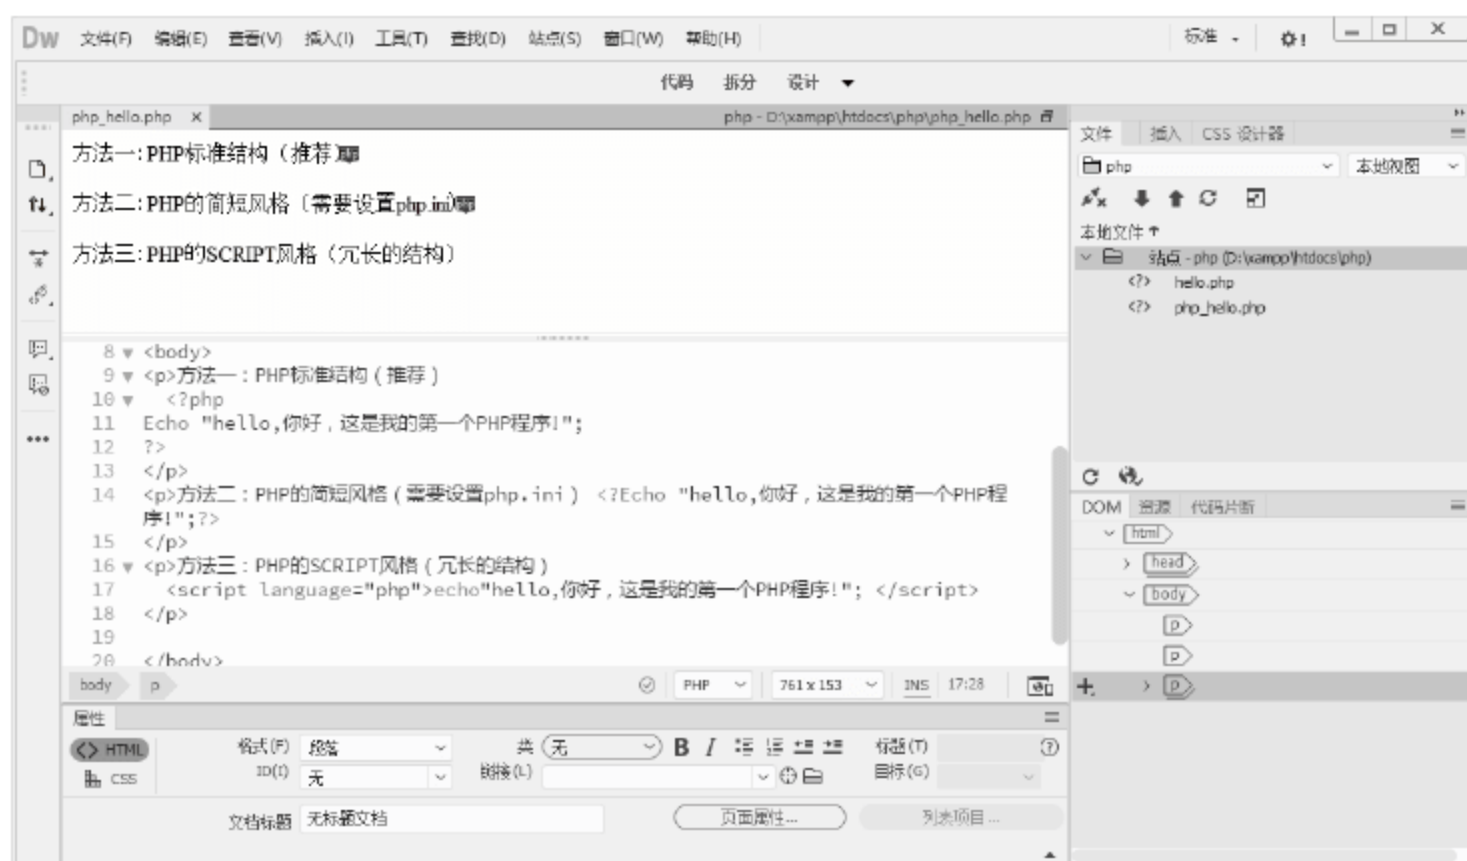 Dw 文件(F) 编辑(E) 查看(V) 插入(I) 工具(T) 查找(D) 站点(S) 窗口(W) 帮助(H) 标准
代码 拆分 设计
php_hello.php × php - D:\xampp\htdocs\php\php_hello.php
方法一:PHP标准结构（推荐）
方法二:PHP的简短风格（需要设置php.ini）
方法三:PHP的SCRIPT风格（冗长的结构）
8 <body>
9 <p>方法一：PHP标准结构（推荐）
10 <?php
11 Echo "hello,你好，这是我的第一个PHP程序!";
12 ?>
13 </p>
14 <p>方法二：PHP的简短风格（需要设置php.ini） <?Echo "hello,你好，这是我的第一个PHP程
序!";?>
15 </p>
16 <p>方法三：PHP的SCRIPT风格（冗长的结构）
17 <script language="php">echo"hello,你好，这是我的第一个PHP程序!"; </script>
18 </p>
19
20 </body>
body p PHP 761 x 153 INS 17:28
属性
<> HTML 格式(F) 段落 类 无 B I 标题(T)
CSS ID(I) 无 链接(L) 目标(G)
文档标题 无标题文档 页面属性... 列表项目...
文件 插入 CSS 设计器
php 本地视图
本地文件↑
站点 - php (D:\xampp\htdocs\php)
<?> hello.php
<?> php_hello.php
DOM 资源 代码片断
html
head
body
p
p
p